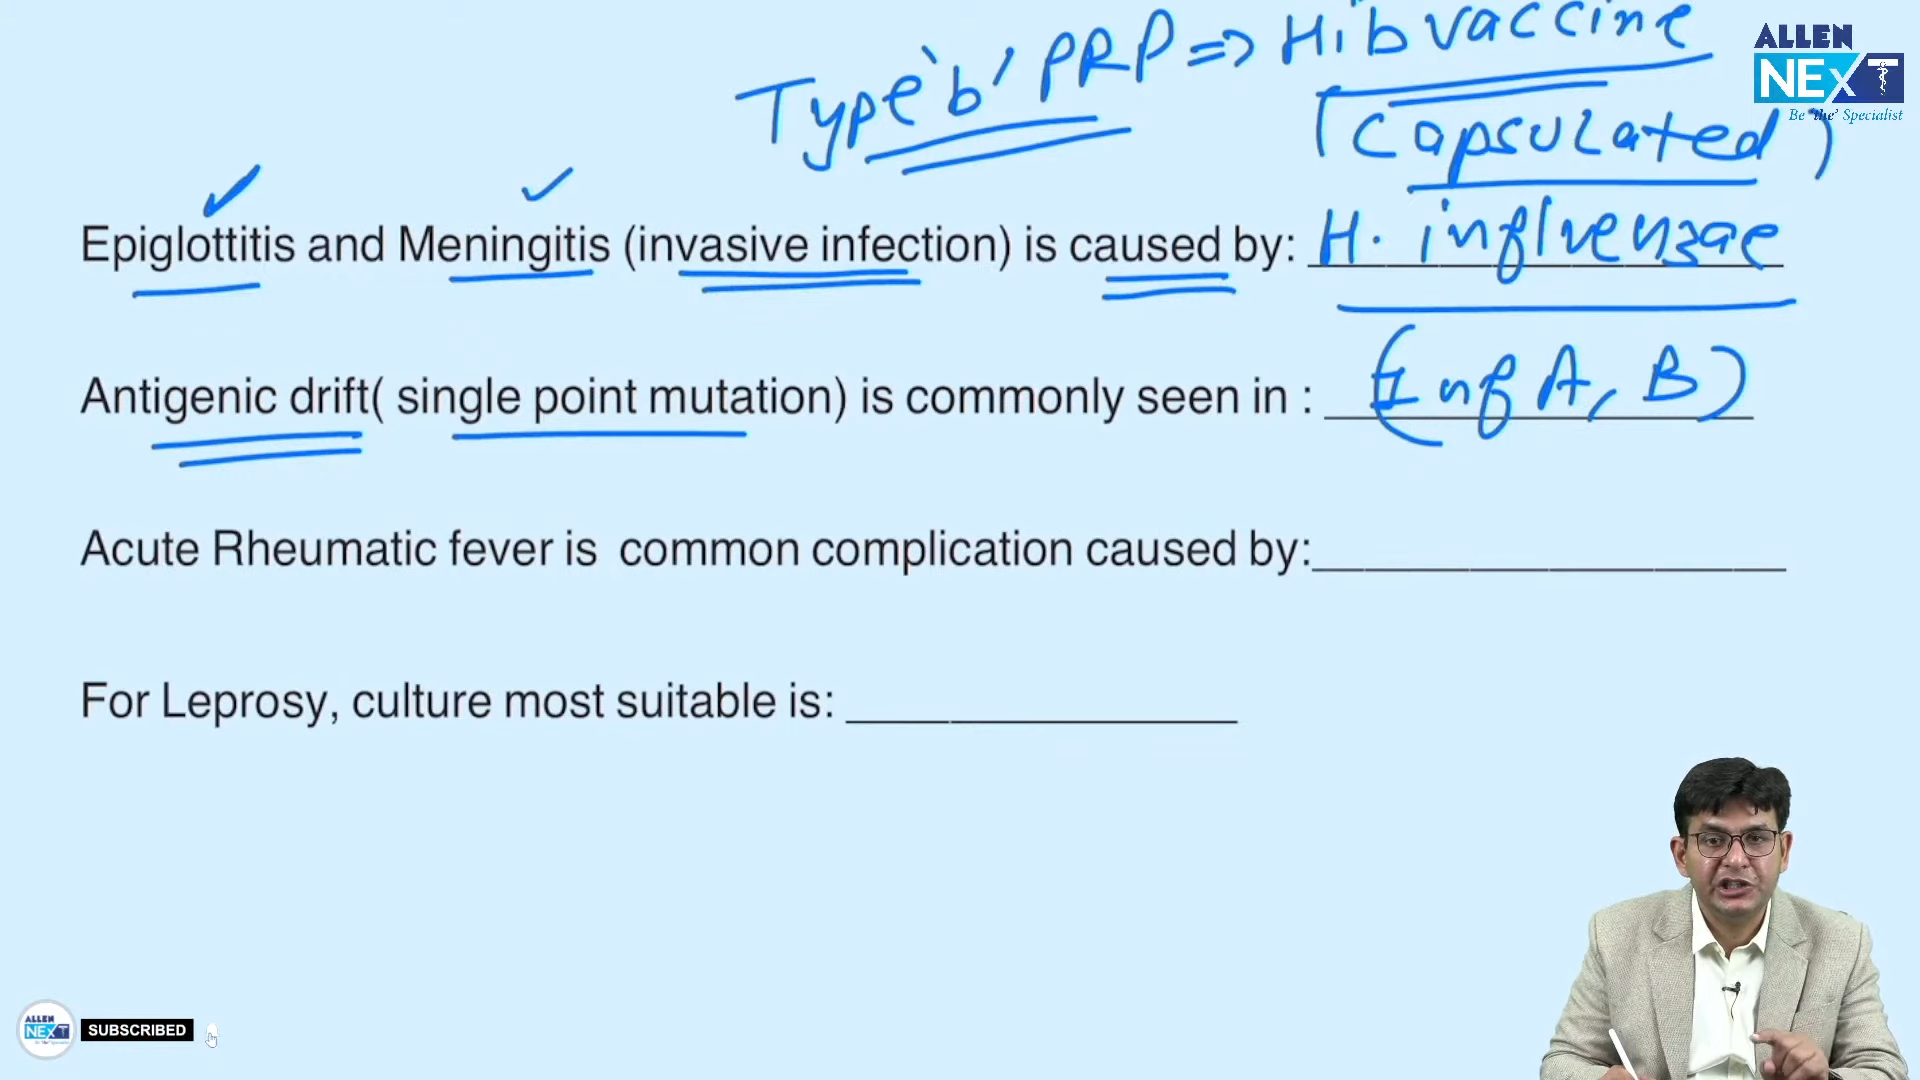 Type 'b' PRP => Hib vaccine
(Capsulated)
ALLEN
NEXT
Be 'the' Specialist
Epiglottitis and Meningitis (invasive infection) is caused by: H. influenzae
Antigenic drift( single point mutation) is commonly seen in : (Inf A, B)
Acute Rheumatic fever is common complication caused by:
For Leprosy, culture most suitable is:
ALLEN
NEXT
SUBSCRIBED